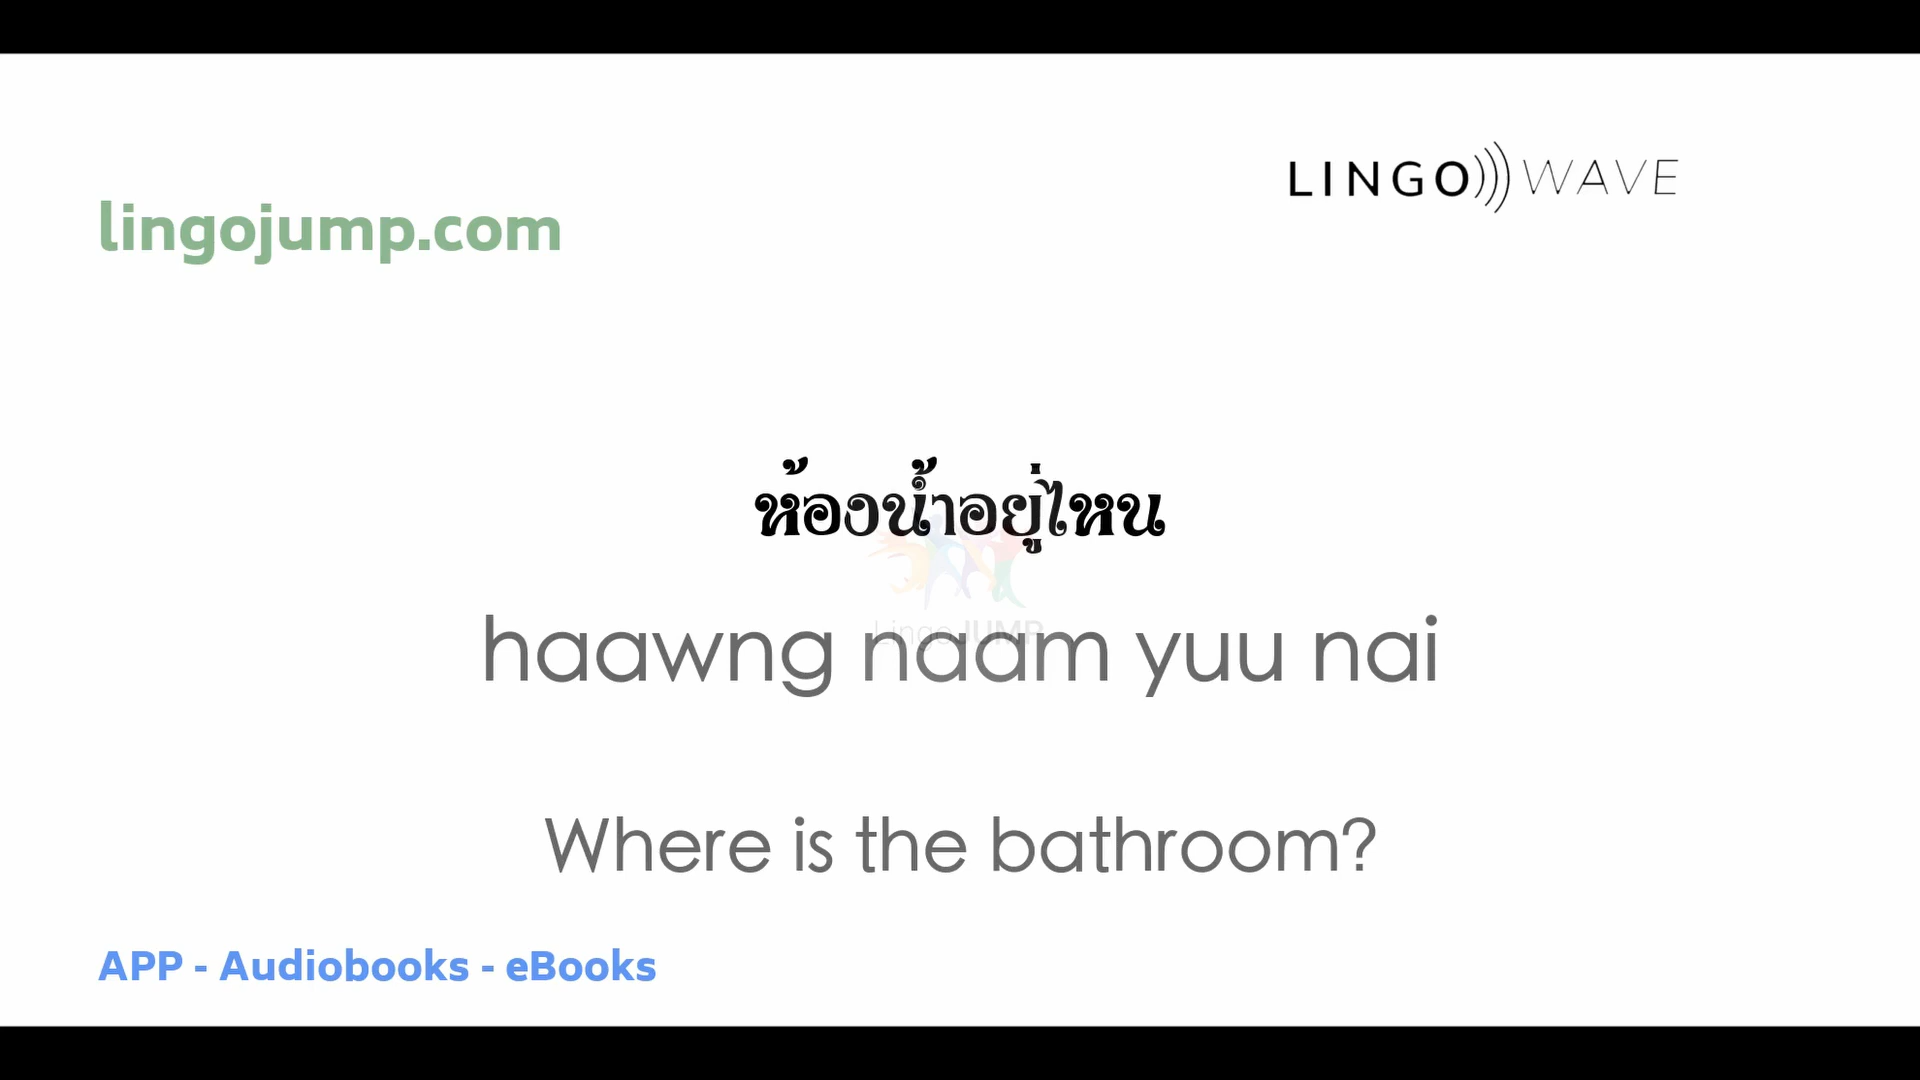 LINGO WAVE
lingojump.com
ห้องน้ำอยู่ไหน
haawng naam yuu nai
LingoJUMP
Where is the bathroom?
APP - Audiobooks - eBooks